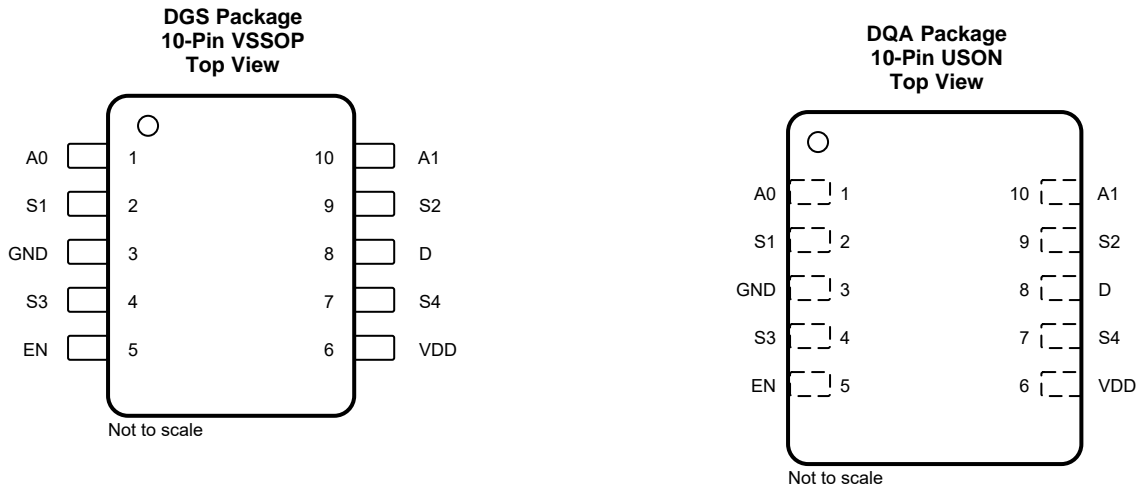 DGS Package
10-Pin VSSOP
Top View
A0 1 10 A1
S1 2 9 S2
GND 3 8 D
S3 4 7 S4
EN 5 6 VDD
Not to scale
DQA Package
10-Pin USON
Top View
A0 1 10 A1
S1 2 9 S2
GND 3 8 D
S3 4 7 S4
EN 5 6 VDD
Not to scale